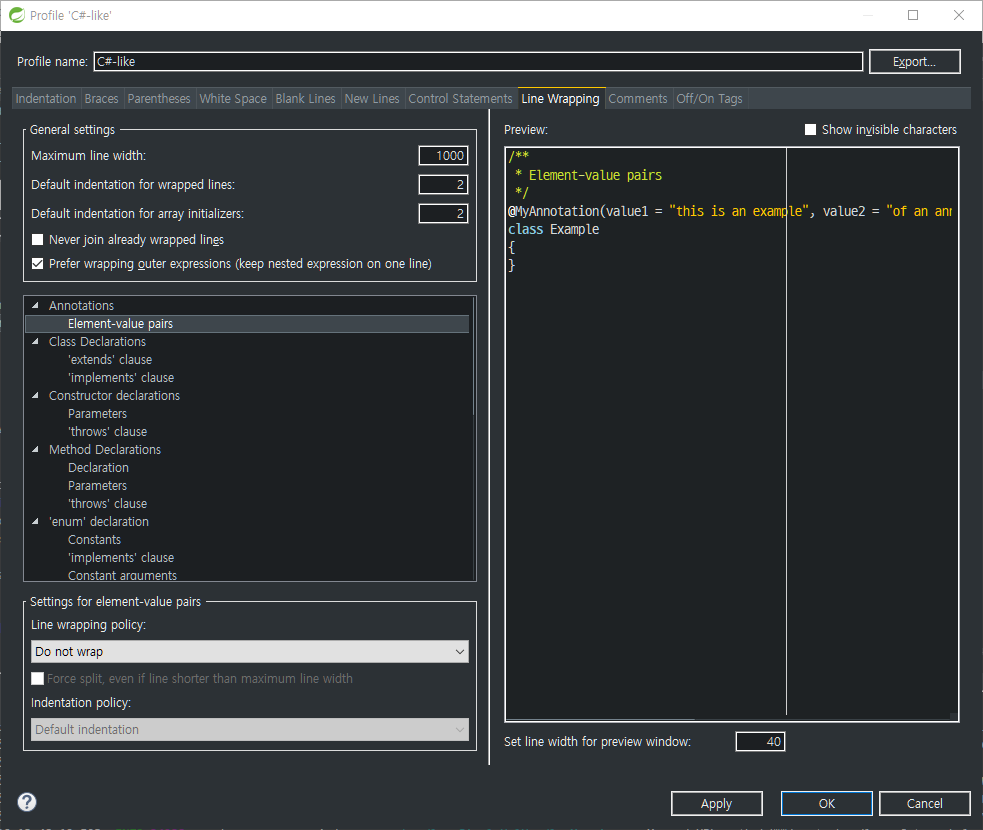 Profile 'C#-like'
Profile name: C#-like Export...
Indentation Braces Parentheses White Space Blank Lines New Lines Control Statements Line Wrapping Comments Off/On Tags
General settings
Maximum line width: 1000
Default indentation for wrapped lines: 2
Default indentation for array initializers: 2
Never join already wrapped lines
Prefer wrapping outer expressions (keep nested expression on one line)
Annotations
Element-value pairs
Class Declarations
'extends' clause
'implements' clause
Constructor declarations
Parameters
'throws' clause
Method Declarations
Declaration
Parameters
'throws' clause
'enum' declaration
Constants
'implements' clause
Constant arguments
Settings for element-value pairs
Line wrapping policy:
Do not wrap
Force split, even if line shorter than maximum line width
Indentation policy:
Default indentation
Preview:
Show invisible characters
/**
 * Element-value pairs
 */
@MyAnnotation(value1 = "this is an example", value2 = "of an ann
class Example
{
}
Set line width for preview window: 40
?
Apply OK Cancel